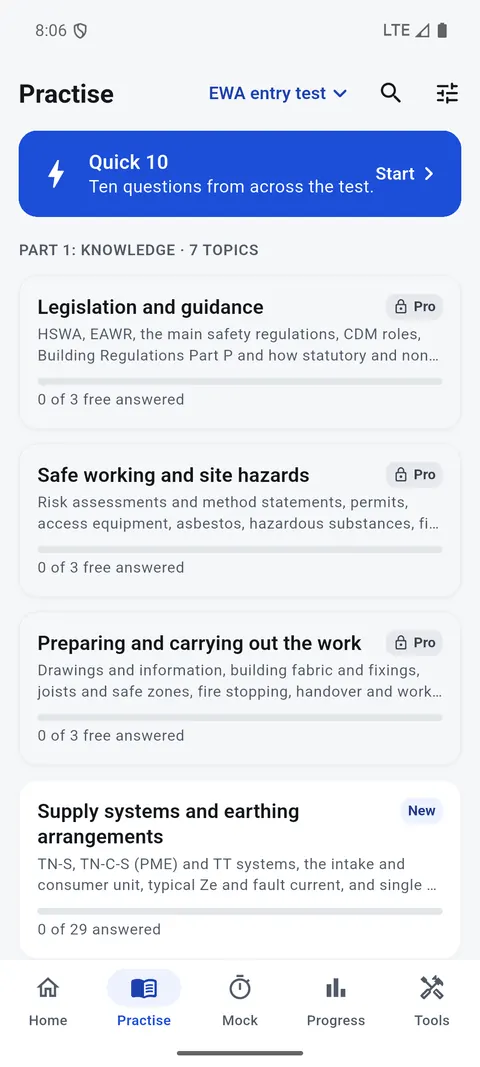 8:06
LTE
Practise
EWA entry test
Quick 10
Ten questions from across the test.
Start
PART 1: KNOWLEDGE · 7 TOPICS
Legislation and guidance
Pro
HSWA, EAWR, the main safety regulations, CDM roles,
Building Regulations Part P and how statutory and non…
0 of 3 free answered
Safe working and site hazards
Pro
Risk assessments and method statements, permits,
access equipment, asbestos, hazardous substances, fi…
0 of 3 free answered
Preparing and carrying out the work
Pro
Drawings and information, building fabric and fixings,
joists and safe zones, fire stopping, handover and work…
0 of 3 free answered
Supply systems and earthing
arrangements
New
TN-S, TN-C-S (PME) and TT systems, the intake and
consumer unit, typical Ze and fault current, and single …
0 of 29 answered
Home
Practise
Mock
Progress
Tools